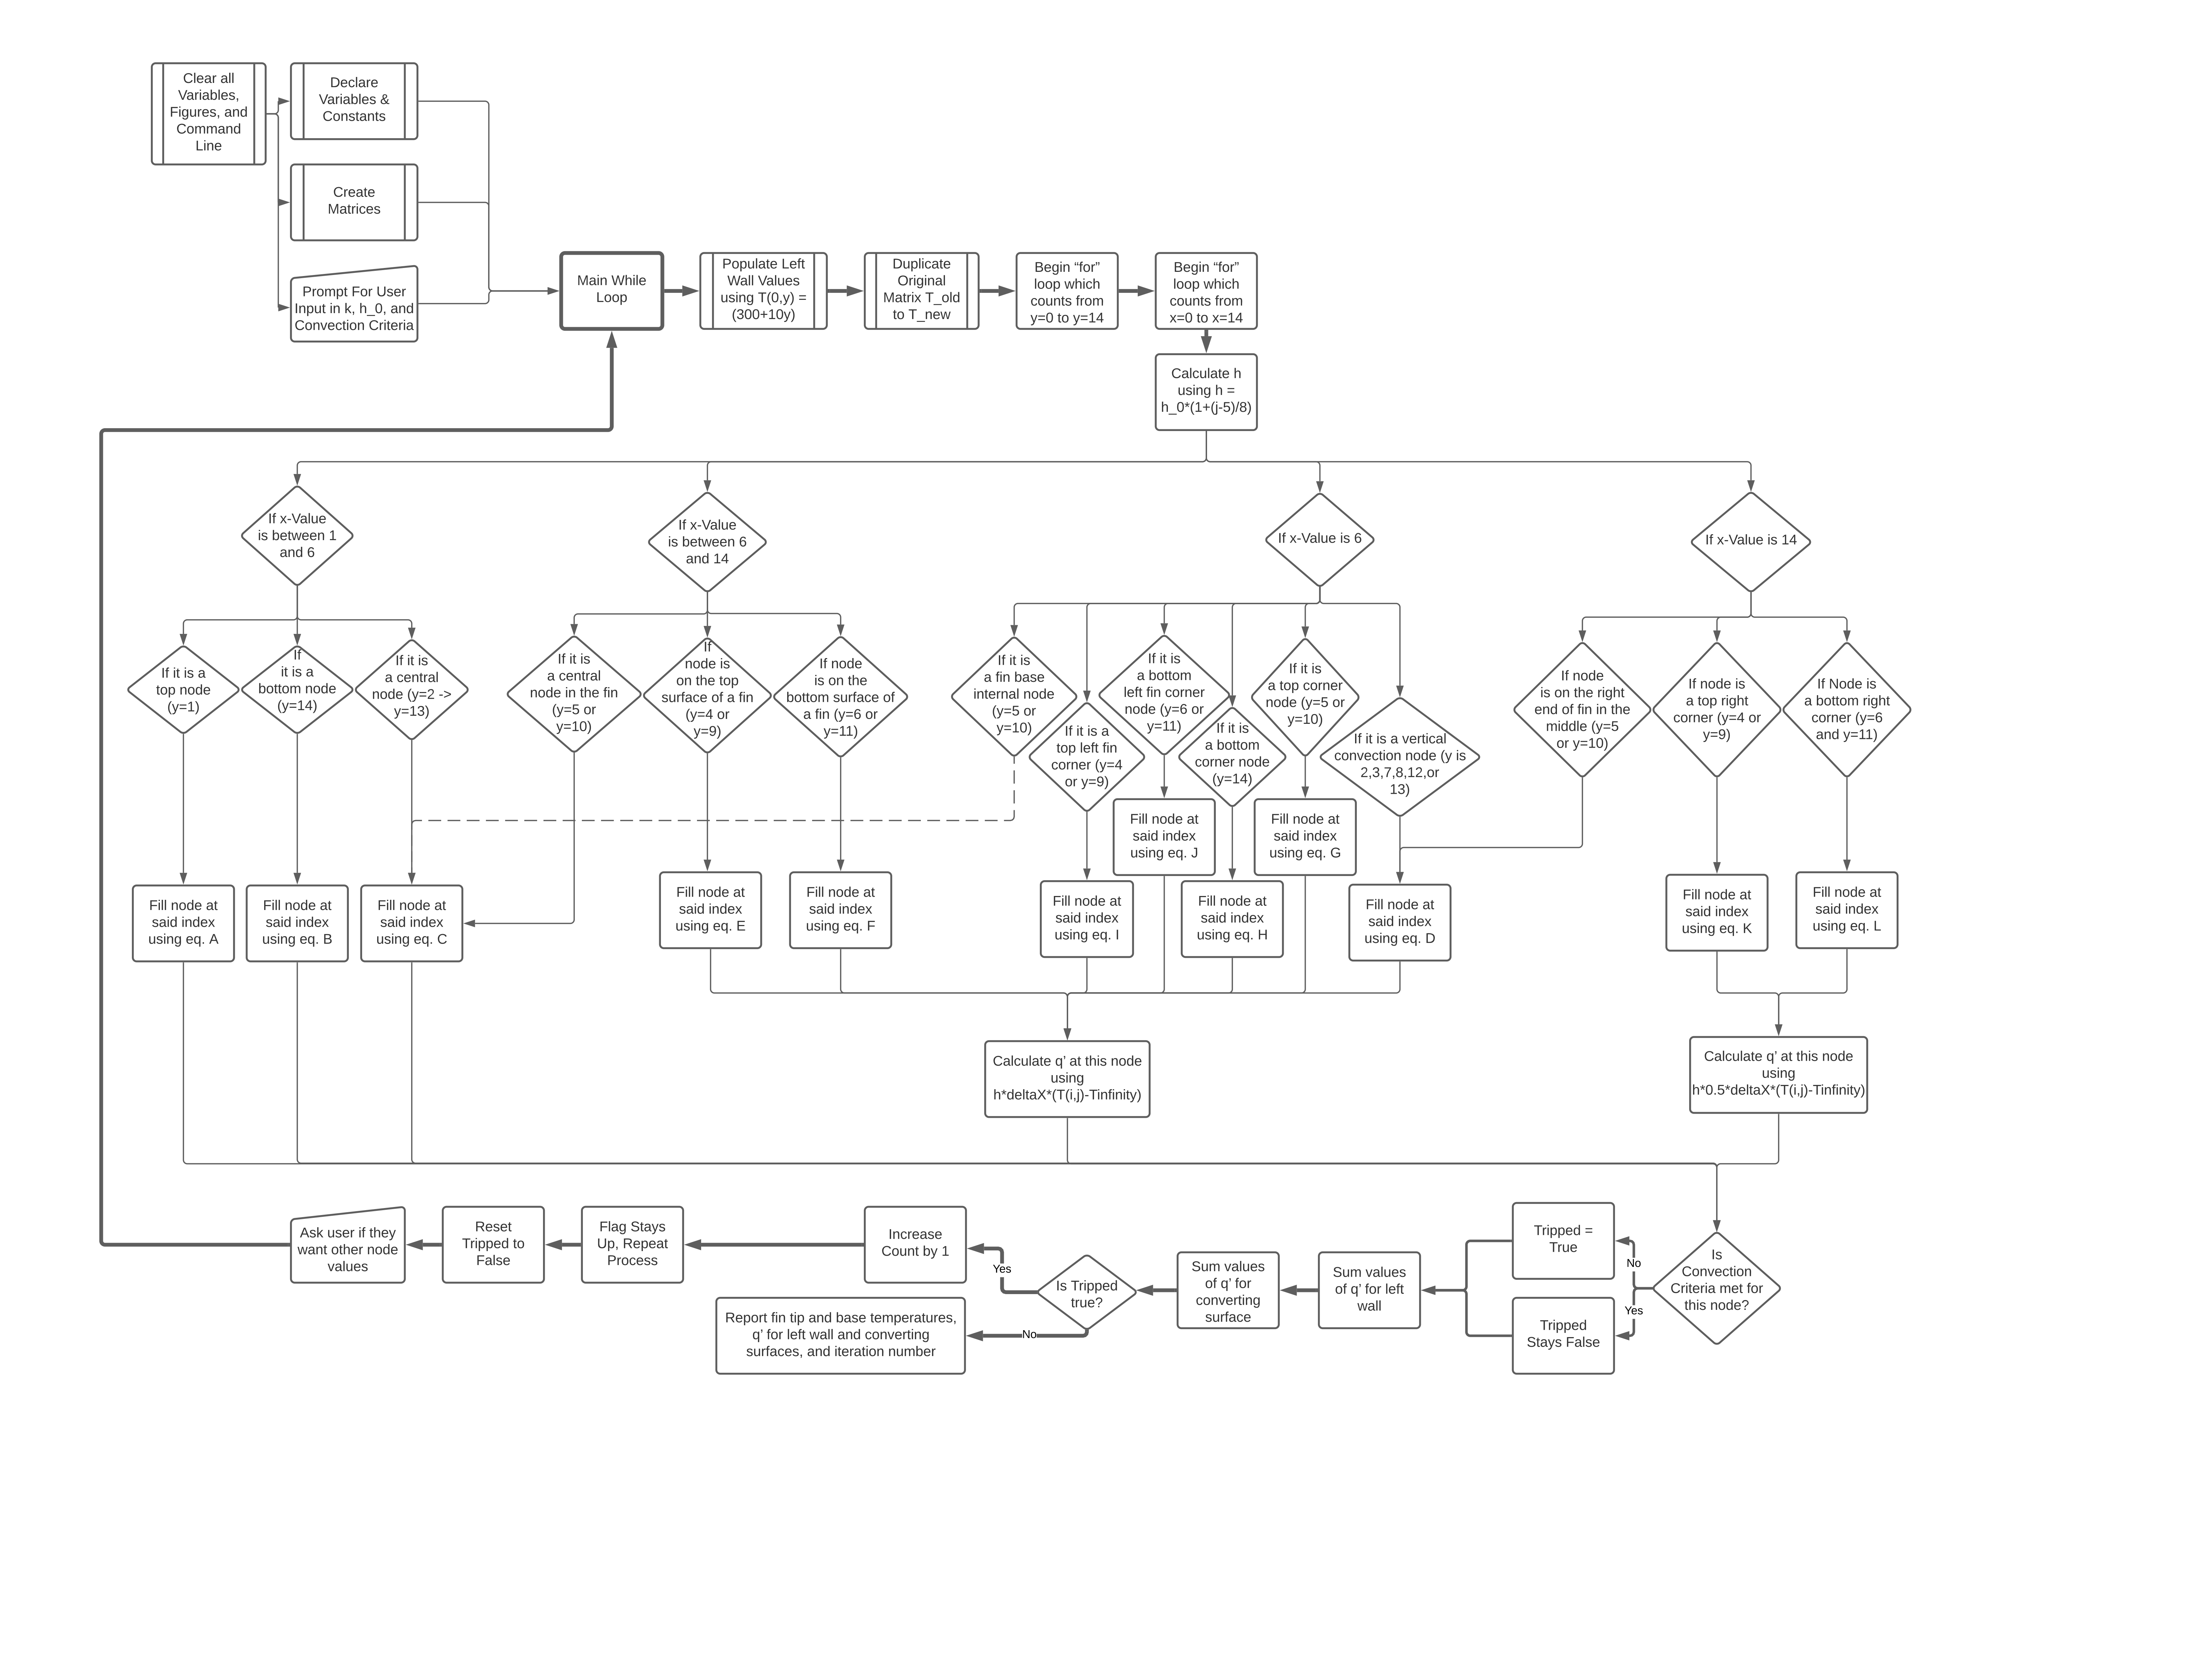 Clear all
Variables,
Figures, and
Command
Line
Declare
Variables &
Constants
Create
Matrices
Prompt For User
Input in k, h_0, and
Convection Criteria
Main While
Loop
Populate Left
Wall Values
using T(0,y) =
(300+10y)
Duplicate
Original
Matrix T_old
to T_new
Begin “for”
loop which
counts from
y=0 to y=14
Begin “for”
loop which
counts from
x=0 to x=14
Calculate h
using h =
h_0*(1+(j-5)/8)
If x-Value
is between 1
and 6
If x-Value
is between 6
and 14
If x-Value is 6
If x-Value is 14
If it is a
top node
(y=1)
If
it is a
bottom node
(y=14)
If it is
a central
node (y=2 ->
y=13)
If it is
a central
node in the fin
(y=5 or
y=10)
If
node is
on the top
surface of a fin
(y=4 or
y=9)
If node
is on the
bottom surface of
a fin (y=6 or
y=11)
If it is
a fin base
internal node
(y=5 or
y=10)
If it is a
top left fin
corner (y=4
or y=9)
If it is
a bottom
left fin corner
node (y=6 or
y=11)
If it is
a bottom
corner node
(y=14)
If it is
a top corner
node (y=5 or
y=10)
If it is a vertical
convection node (y is
2,3,7,8,12,or
13)
If node
is on the right
end of fin in the
middle (y=5
or y=10)
If node is
a top right
corner (y=4 or
y=9)
If Node is
a bottom right
corner (y=6
and y=11)
Fill node at
said index
using eq. A
Fill node at
said index
using eq. B
Fill node at
said index
using eq. C
Fill node at
said index
using eq. E
Fill node at
said index
using eq. F
Fill node at
said index
using eq. I
Fill node at
said index
using eq. J
Fill node at
said index
using eq. H
Fill node at
said index
using eq. G
Fill node at
said index
using eq. D
Fill node at
said index
using eq. K
Fill node at
said index
using eq. L
Calculate q’ at this node
using
h*deltaX*(T(i,j)-Tinfinity)
Calculate q’ at this node
using
h*0.5*deltaX*(T(i,j)-Tinfinity)
Is
Convection
Criteria met for
this node?
No
Yes
Tripped =
True
Tripped
Stays False
Sum values
of q’ for left
wall
Sum values
of q’ for
converting
surface
Is Tripped
true?
Yes
No
Increase
Count by 1
Flag Stays
Up, Repeat
Process
Reset
Tripped to
False
Ask user if they
want other node
values
Report fin tip and base temperatures,
q’ for left wall and converting
surfaces, and iteration number